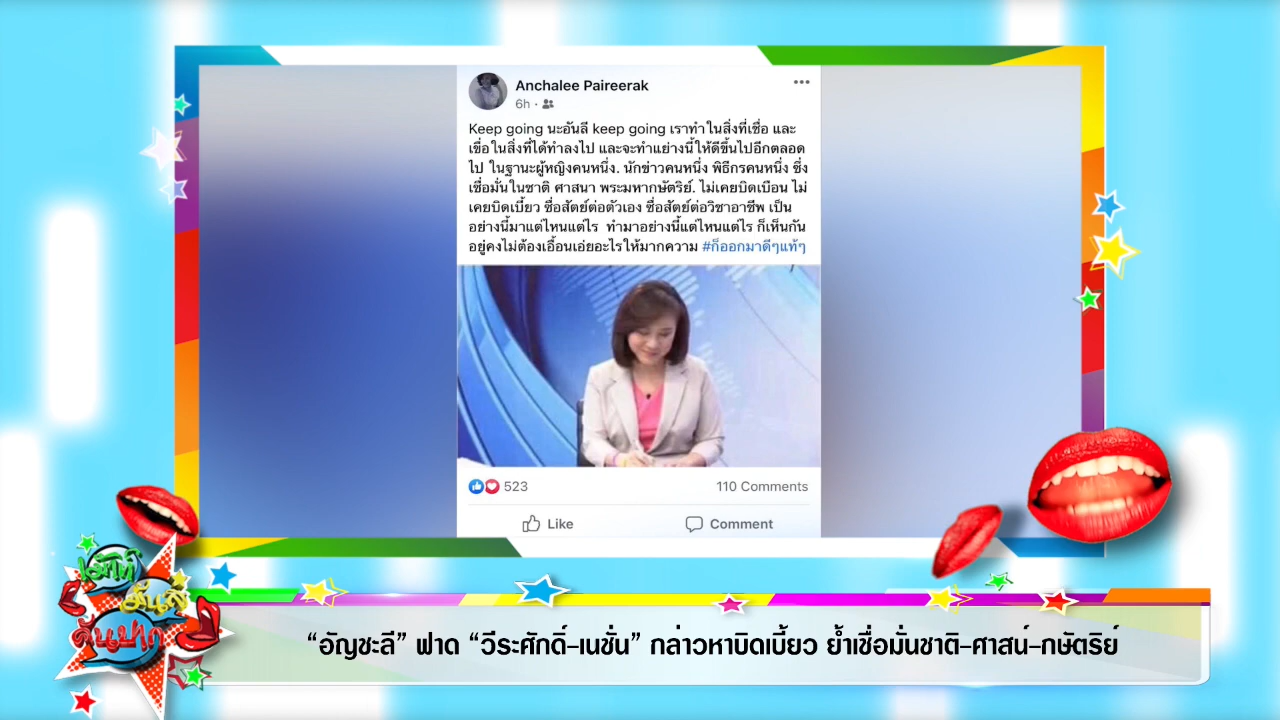 Anchalee Paireerak
6h
Keep going นะอันลี keep going เราทำในสิ่งที่เชื่อ และ
เขื่อในสิ่งที่ได้ทำลงไป และจะทำแย่างนี้ให้ดีขึ้นไปอีกตลอด
ไป ในฐานะผู้หญิงคนหนึ่ง. นักข่าวคนหนึ่ง พิธีกรคนหนึ่ง ซึ่ง
เชื่อมั่นในชาติ ศาสนา พระมหากษัตริย์. ไม่เคยบิดเบือน ไม่
เคยบิดเบี้ยว ซื่อสัตย์ต่อตัวเอง ซื่อสัตย์ต่อวิชาอาชีพ เป็น
อย่างนี้มาแต่ไหนแต่ไร ทำมาอย่างนี้แต่ไหนแต่ไร ก็เห็นกัน
อยู่คงไม่ต้องเอื้อนเอ่ยอะไรให้มากความ #ก็ออกมาดีๆแท้ๆ
523
110 Comments
Like
Comment
เม้าท์
มันส์
คันปาก
“อัญชะลี” ฟาด “วีระศักดิ์-เนชั่น” กล่าวหาบิดเบี้ยว ย้ำเชื่อมั่นชาติ-ศาสน์-กษัตริย์